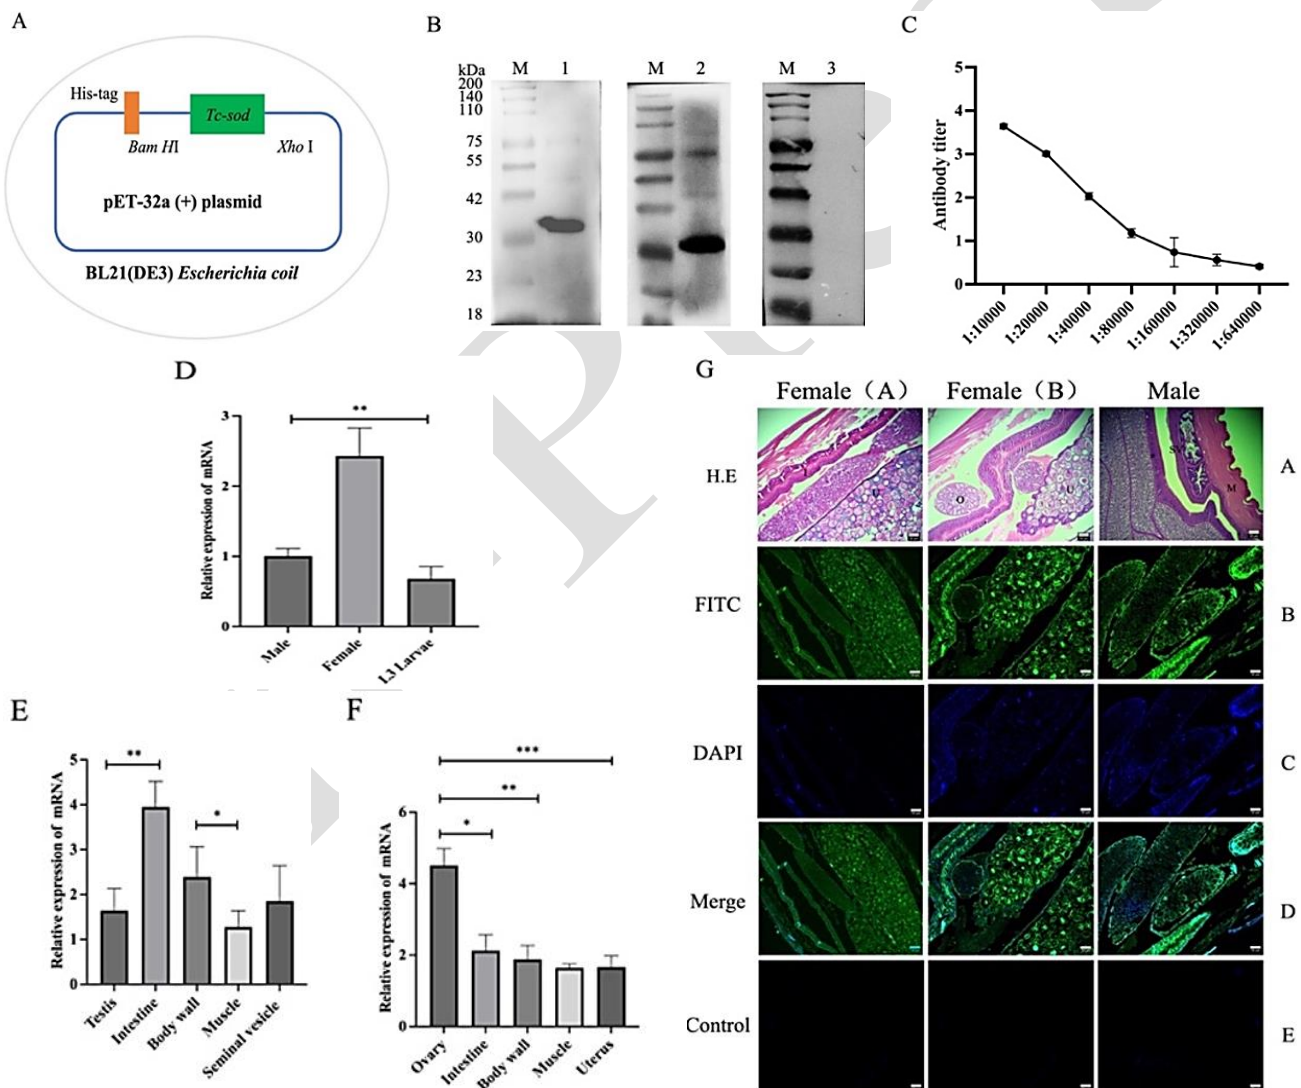 A
His-tag
Tc-sod
Bam HI
Xho I
pET-32a (+) plasmid
BL21(DE3) Escherichia coil
B
kDa
M 1
M 2
M 3
200
140
110
75
55
42
30
23
18
C
Antibody titer
5
4
3
2
1
0
1:10000
1:20000
1:40000
1:80000
1:160000
1:320000
1:640000
D
Relative expression of mRNA
3
2
1
0
**
Male
Female
L3 Larvae
E
Relative expression of mRNA
5
4
3
2
1
0
**
*
Testis
Intestine
Body wall
Muscle
Seminal vesicle
F
Relative expression of mRNA
6
4
2
0
***
**
*
Ovary
Intestine
Body wall
Muscle
Uterus
G
Female（A） Female（B） Male
H.E
U
O
U
M
A
FITC
B
DAPI
C
Merge
D
Control
E